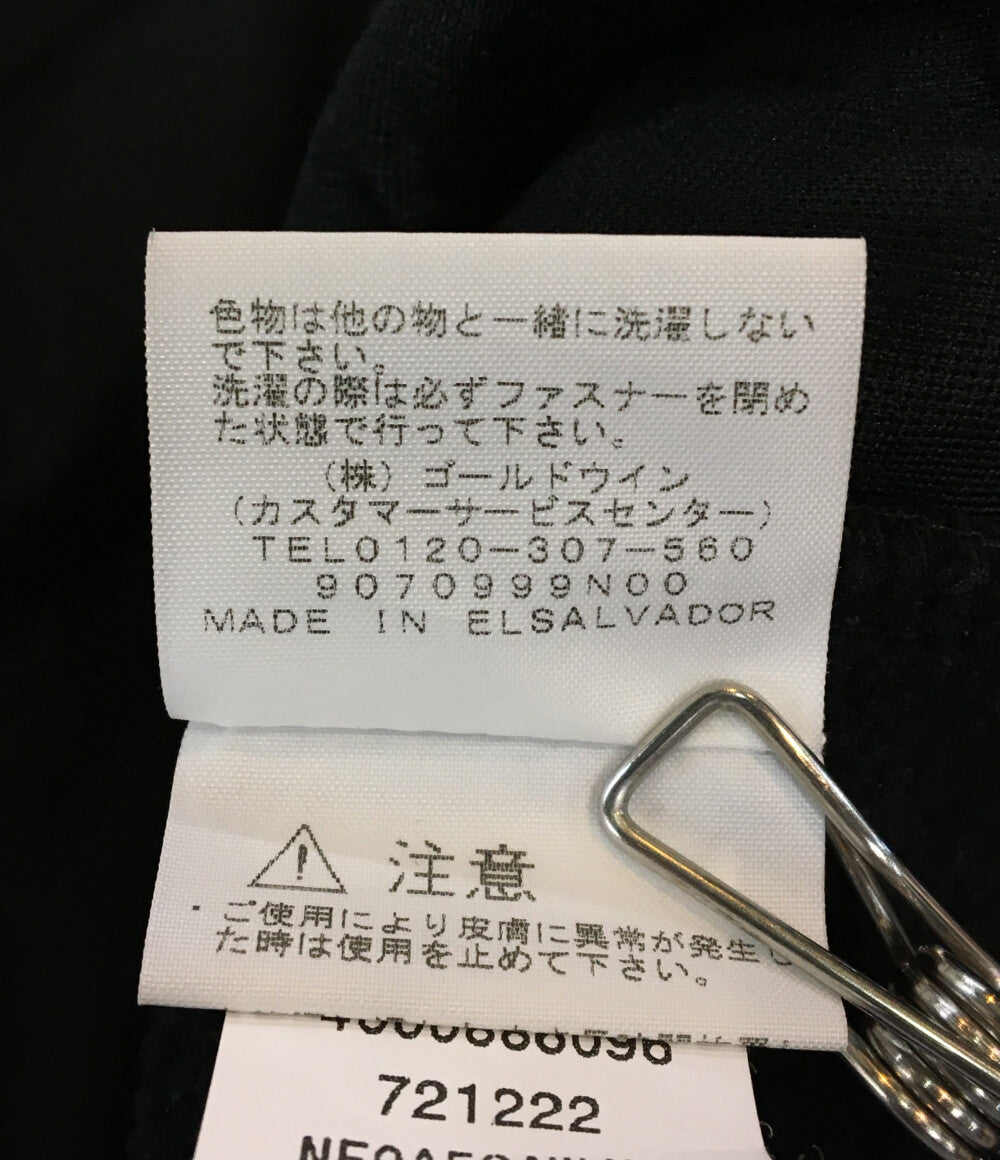 色物は他の物と一緒に洗濯しない
で下さい。
洗濯の際は必ずファスナーを閉め
た状態で行って下さい。
(株)ゴールドウイン
(カスタマーサービスセンター)
TEL0120-307-560
9070999N00
MADE IN ELSALVADOR
注意
・ご使用により皮膚に異常が発生し
た時は使用を止めて下さい。
721222